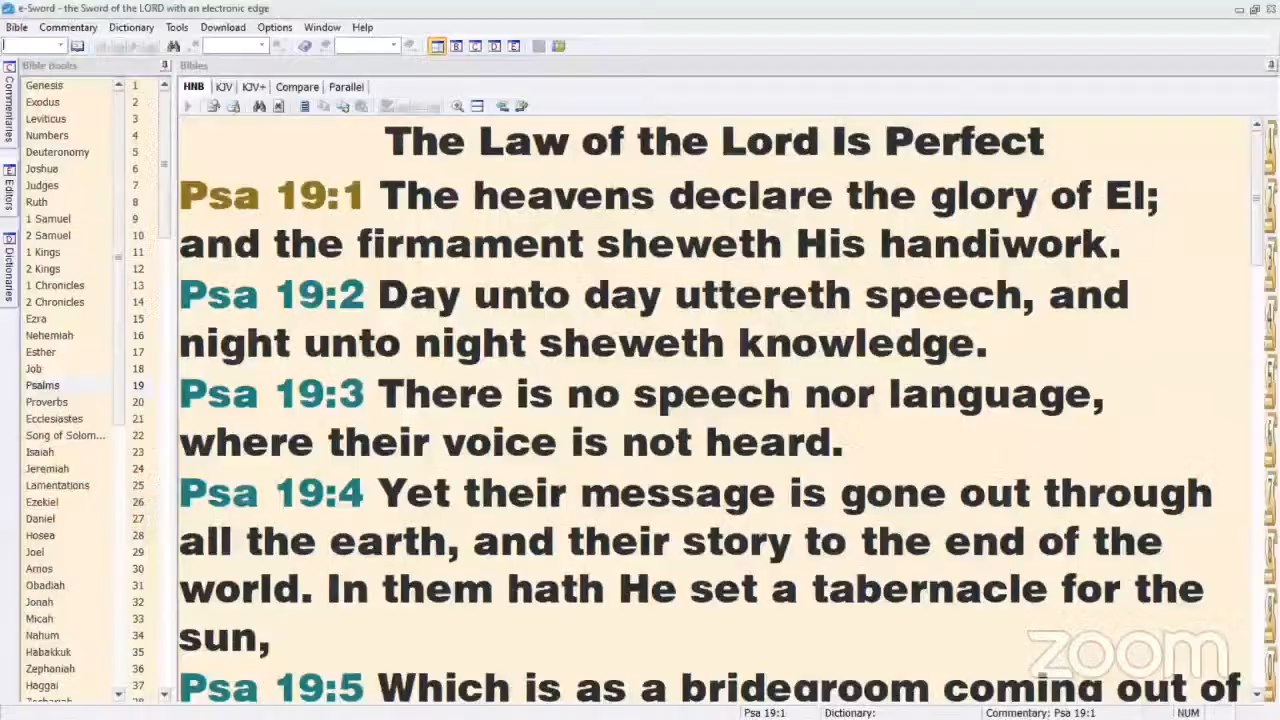 e-Sword - the Sword of the LORD with an electronic edge
Bible Commentary Dictionary Tools Download Options Window Help
B C D E
Bible Books
Bibles
Commentaries
Editors
Dictionaries
HNB KJV KJV+ Compare Parallel
Genesis 1
Exodus 2
Leviticus 3
Numbers 4
Deuteronomy 5
Joshua 6
Judges 7
Ruth 8
1 Samuel 9
2 Samuel 10
1 Kings 11
2 Kings 12
1 Chronicles 13
2 Chronicles 14
Ezra 15
Nehemiah 16
Esther 17
Job 18
Psalms 19
Proverbs 20
Ecclesiastes 21
Song of Solom... 22
Isaiah 23
Jeremiah 24
Lamentations 25
Ezekiel 26
Daniel 27
Hosea 28
Joel 29
Amos 30
Obadiah 31
Jonah 32
Micah 33
Nahum 34
Habakkuk 35
Zephaniah 36
Haggai 37
The Law of the Lord Is Perfect
Psa 19:1 The heavens declare the glory of El;
and the firmament sheweth His handiwork.
Psa 19:2 Day unto day uttereth speech, and
night unto night sheweth knowledge.
Psa 19:3 There is no speech nor language,
where their voice is not heard.
Psa 19:4 Yet their message is gone out through
all the earth, and their story to the end of the
world. In them hath He set a tabernacle for the
sun,
Psa 19:5 Which is as a bridegroom coming out of
zoom
Psa 19:1 Dictionary: Commentary: Psa 19:1 NUM